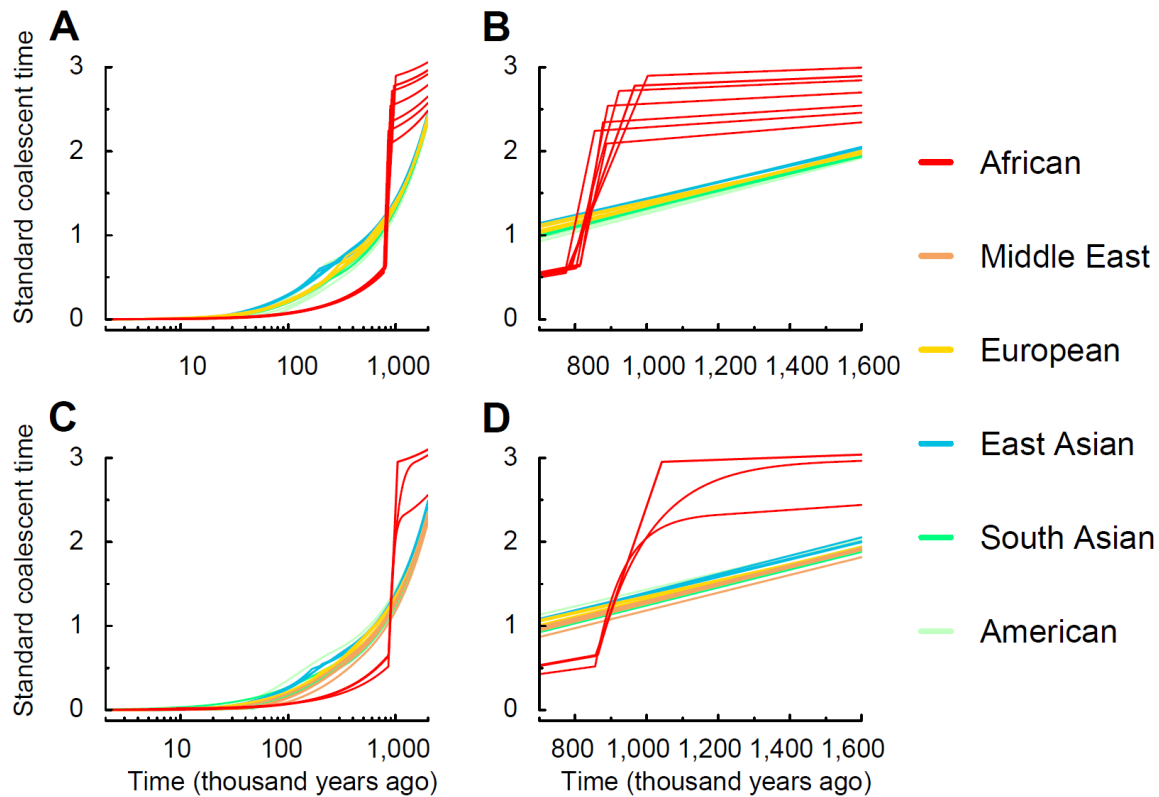 A
B
Standard coalescent time
3
2
1
0
10
100
1,000
3
2
1
0
800
1,000
1,200
1,400
1,600
C
D
Standard coalescent time
3
2
1
0
10
100
1,000
Time (thousand years ago)
3
2
1
0
800
1,000
1,200
1,400
1,600
Time (thousand years ago)
African
Middle East
European
East Asian
South Asian
American